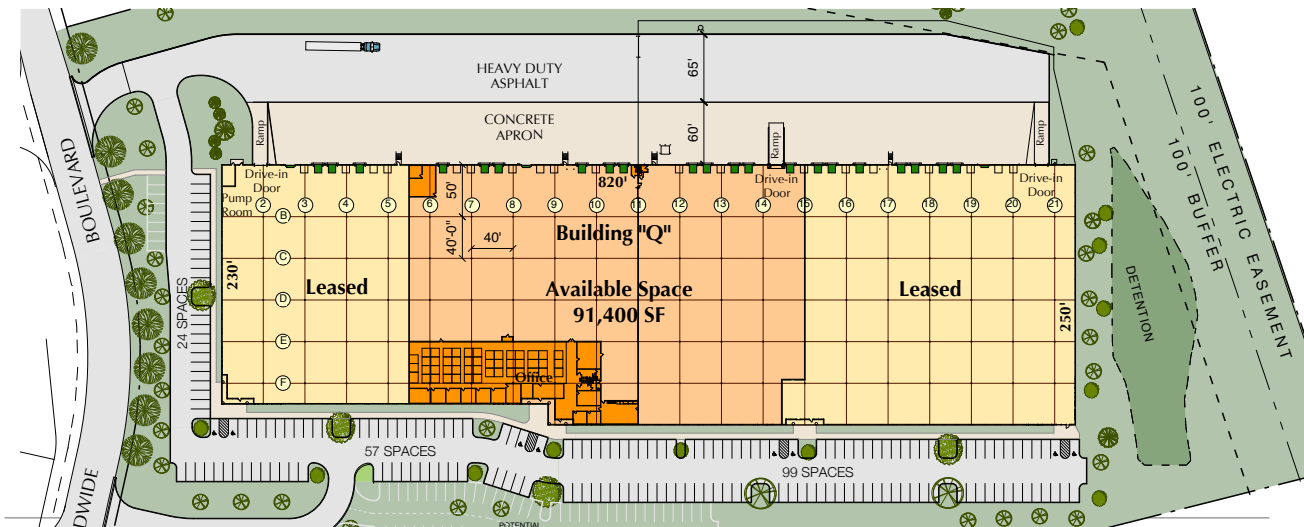 HEAVY DUTY
ASPHALT
65'
CONCRETE
APRON
60'
Ramp
Ramp
Ramp
Drive-in
Door
Pump
Room
820'
Drive-in
Door
Drive-in
Door
50'
2
3
4
5
6
7
8
9
10
11
12
13
14
15
16
17
18
19
20
21
B
C
D
E
F
40'-0"
40'
Building "Q"
230'
Leased
Available Space
91,400 SF
Leased
250'
Office
24 SPACES
57 SPACES
99 SPACES
BOULEVARD
DWIDE
DETENTION
100' ELECTRIC EASEMENT
100' BUFFER
POTENTIAL